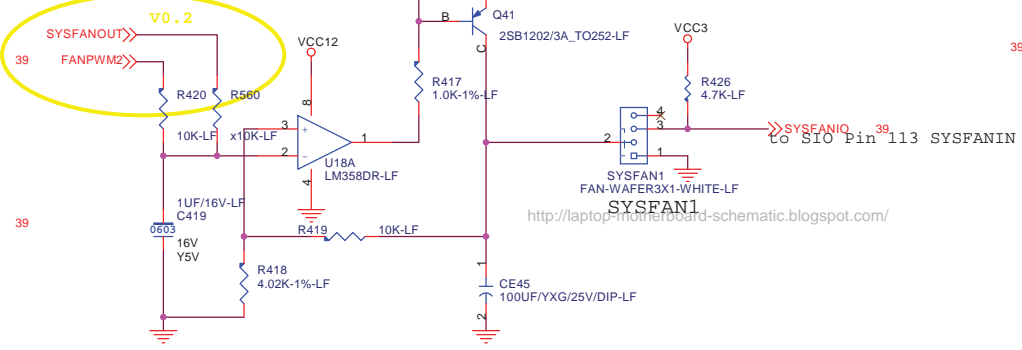 V0.2
SYSFANOUT
39 FANPWM2
R420 R560
10K-LF x10K-LF
VCC12
8
3
+
2
-
1
4
U18A
LM358DR-LF
B
Q41
2SB1202/3A_TO252-LF
C
R417
1.0K-1%-LF
VCC3
R426
4.7K-LF
39
4
3
2
1
SYSFANIO 39
to SIO Pin 113 SYSFANIN
SYSFAN1
FAN-WAFER3X1-WHITE-LF
SYSFAN1
http://laptop-motherboard-schematic.blogspot.com/
39
1UF/16V-LF
C419
0603
16V
Y5V
R419 10K-LF
R418
4.02K-1%-LF
1
CE45
100UF/YXG/25V/DIP-LF
2